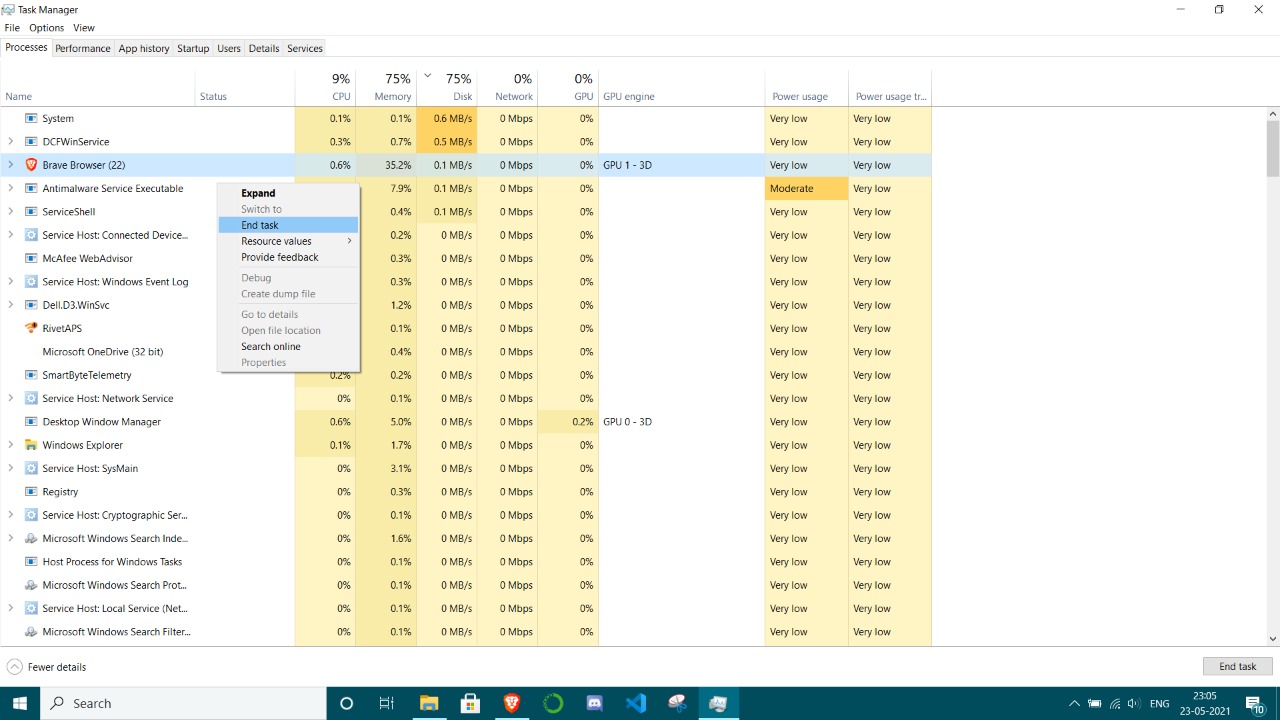 Task Manager
File Options View
Processes Performance App history Startup Users Details Services
9% 75% 75% 0% 0%
Name Status CPU Memory Disk Network GPU GPU engine Power usage Power usage tr...
System 0.1% 0.1% 0.6 MB/s 0 Mbps 0% Very low Very low
DCFWinService 0.3% 0.7% 0.5 MB/s 0 Mbps 0% Very low Very low
Brave Browser (22) 0.6% 35.2% 0.1 MB/s 0 Mbps 0% GPU 1 - 3D Very low Very low
Antimalware Service Executable 7.9% 0.1 MB/s 0 Mbps 0% Moderate Very low
ServiceShell 0.4% 0.1 MB/s 0 Mbps 0% Very low Very low
Service Host: Connected Device... 0.2% 0 MB/s 0 Mbps 0% Very low Very low
McAfee WebAdvisor 0.3% 0 MB/s 0 Mbps 0% Very low Very low
Service Host: Windows Event Log 0.3% 0 MB/s 0 Mbps 0% Very low Very low
Dell.D3.WinSvc 1.2% 0 MB/s 0 Mbps 0% Very low Very low
RivetAPS 0.1% 0 MB/s 0 Mbps 0% Very low Very low
Microsoft OneDrive (32 bit) 0.4% 0 MB/s 0 Mbps 0% Very low Very low
SmartByteTelemetry 0.2% 0.2% 0 MB/s 0 Mbps 0% Very low Very low
Service Host: Network Service 0% 0.1% 0 MB/s 0 Mbps 0% Very low Very low
Desktop Window Manager 0.6% 5.0% 0 MB/s 0 Mbps 0.2% GPU 0 - 3D Very low Very low
Windows Explorer 0.1% 1.7% 0 MB/s 0 Mbps 0% Very low Very low
Service Host: SysMain 0% 3.1% 0 MB/s 0 Mbps 0% Very low Very low
Registry 0% 0.3% 0 MB/s 0 Mbps 0% Very low Very low
Service Host: Cryptographic Ser... 0% 0.1% 0 MB/s 0 Mbps 0% Very low Very low
Microsoft Windows Search Inde... 0% 1.6% 0 MB/s 0 Mbps 0% Very low Very low
Host Process for Windows Tasks 0% 0.1% 0 MB/s 0 Mbps 0% Very low Very low
Microsoft Windows Search Prot... 0% 0.1% 0 MB/s 0 Mbps 0% Very low Very low
Service Host: Local Service (Net... 0% 0.1% 0 MB/s 0 Mbps 0% Very low Very low
Microsoft Windows Search Filter... 0% 0.1% 0 MB/s 0 Mbps 0% Very low Very low
Expand
Switch to
End task
Resource values
Provide feedback
Debug
Create dump file
Go to details
Open file location
Search online
Properties
Fewer details End task
Search ENG 23:05
23-05-2021 10